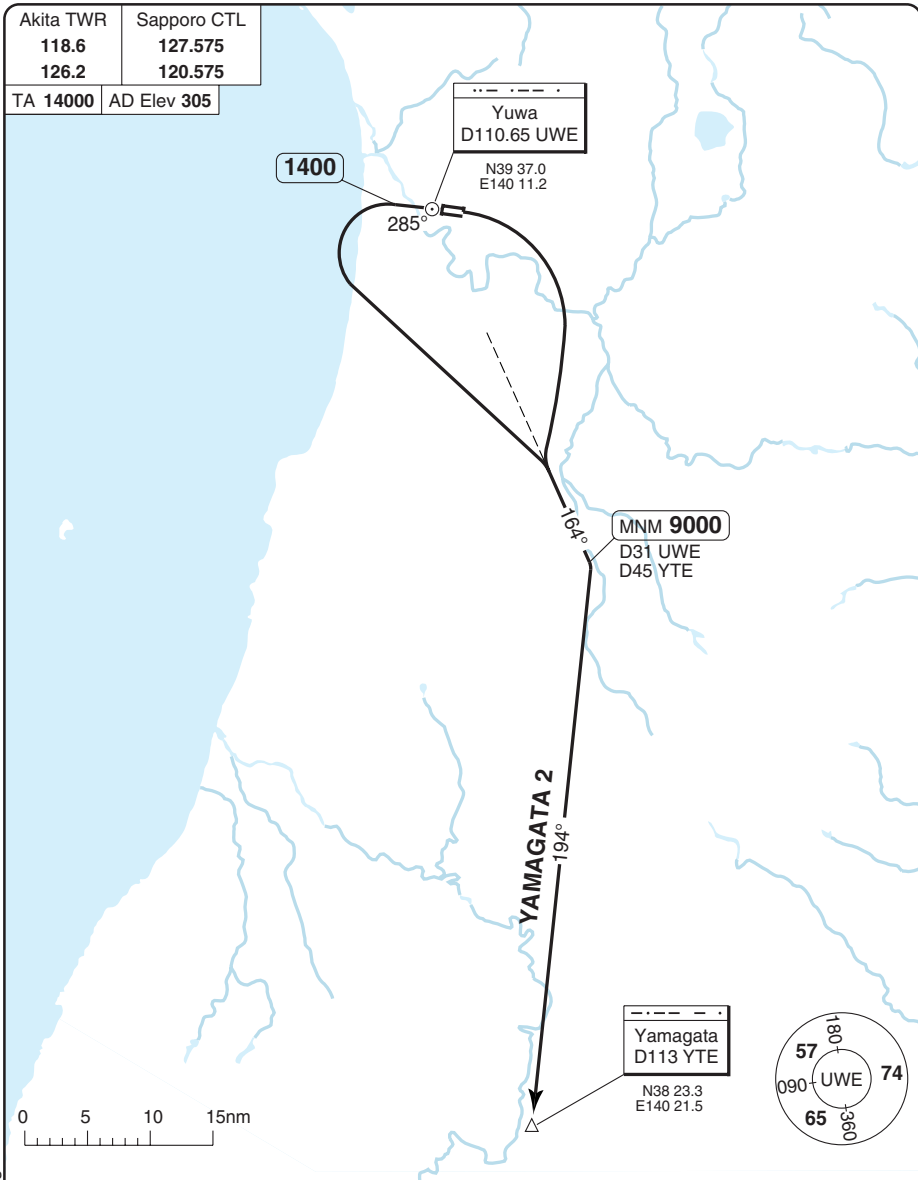 Akita TWR
118.6
126.2
Sapporo CTL
127.575
120.575
TA 14000
AD Elev 305
Yuwa
D110.65 UWE
N39 37.0
E140 11.2
1400
285°
164°
MNM 9000
D31 UWE
D45 YTE
YAMAGATA 2
194°
Yamagata
D113 YTE
N38 23.3
E140 21.5
0 5 10 15nm
180
57
74
090
UWE
65
360